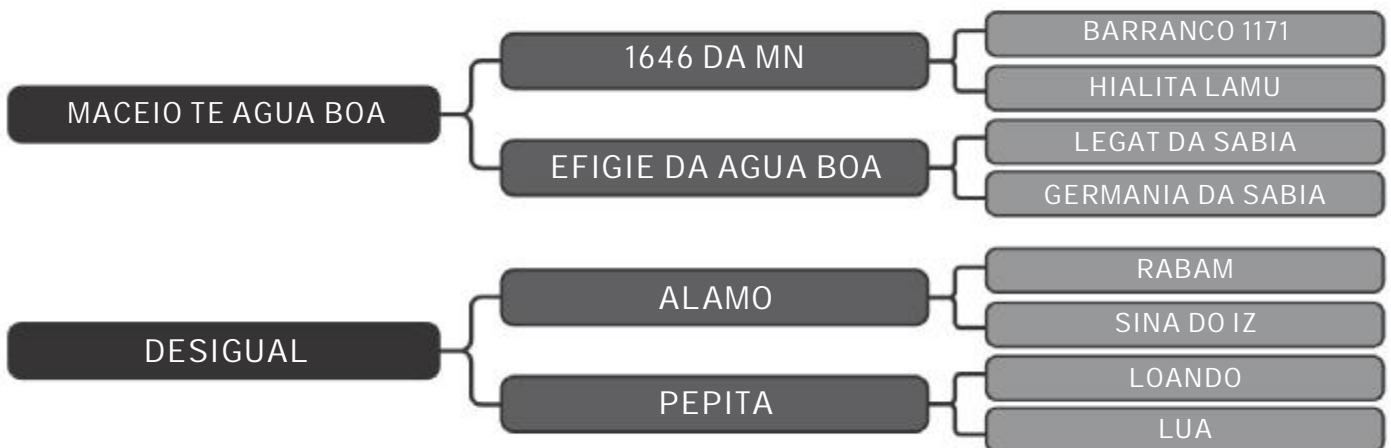 BARRANCO 1171
1646 DA MN
HIALITA LAMU
MACEIO TE AGUA BOA
LEGAT DA SABIA
EFIGIE DA AGUA BOA
GERMANIA DA SABIA
RABAM
ALAMO
SINA DO IZ
DESIGUAL
LOANDO
PEPITA
LUA